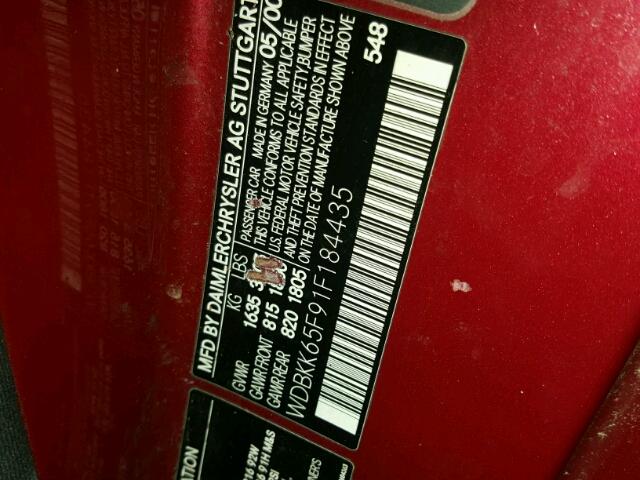 MFD BY DAIMLERCHRYSLER AG STUTTGART
PASSENGER CAR MADE IN GERMANY 05/00
KG LBS THIS VEHICLE CONFORMS TO ALL APPLICABLE
U.S. FEDERAL MOTOR VEHICLE SAFETY, BUMPER
AND THEFT PREVENTION STANDARDS IN EFFECT
ON THE DATE OF MANUFACTURE SHOWN ABOVE
GVWR 1635
GAWR FRONT 815
GAWR REAR 820 1805
548
WDBKK65F91F184435
91H M&S